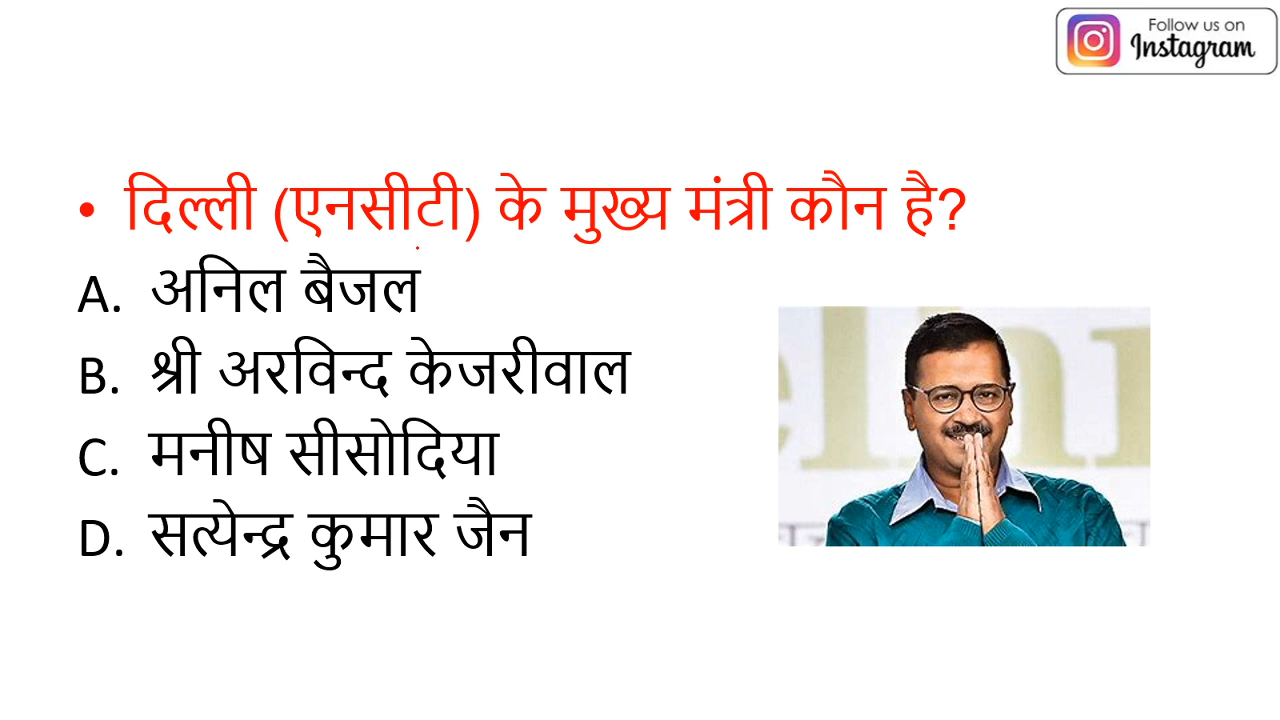 Follow us on
Instagram
• दिल्ली (एनसीटी) के मुख्य मंत्री कौन है?
A. अनिल बैजल
B. श्री अरविन्द केजरीवाल
C. मनीष सीसोदिया
D. सत्येन्द्र कुमार जैन